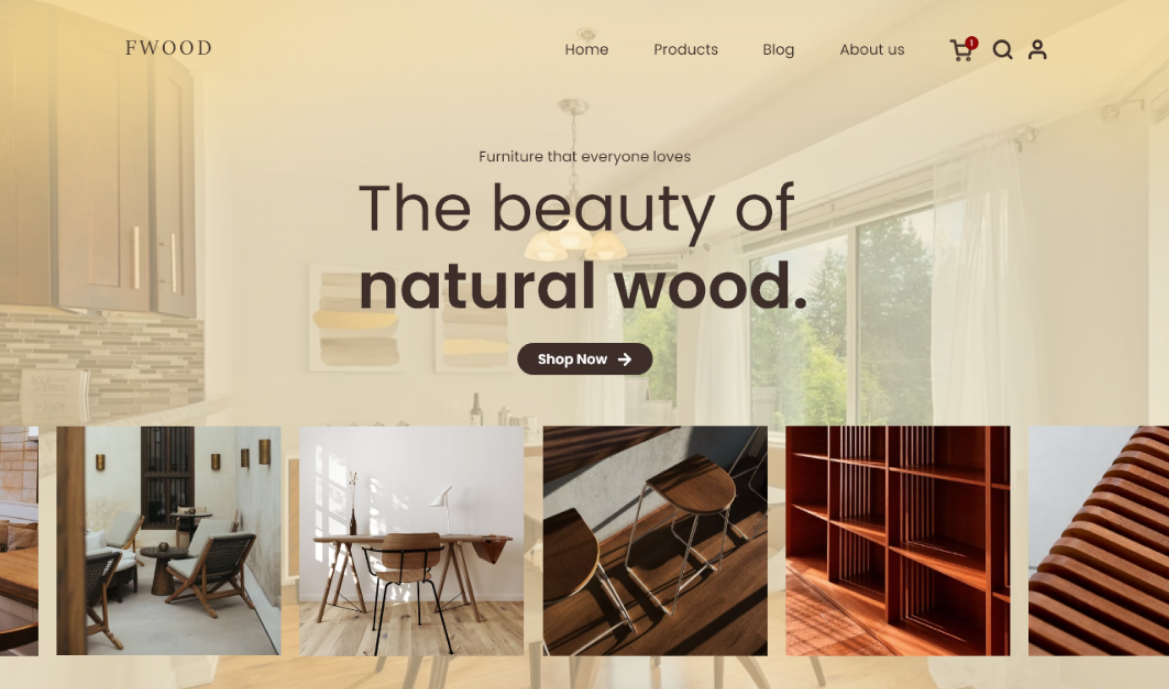 FWOOD
Home Products Blog About us 1
Furniture that everyone loves
The beauty of
natural wood.
Shop Now